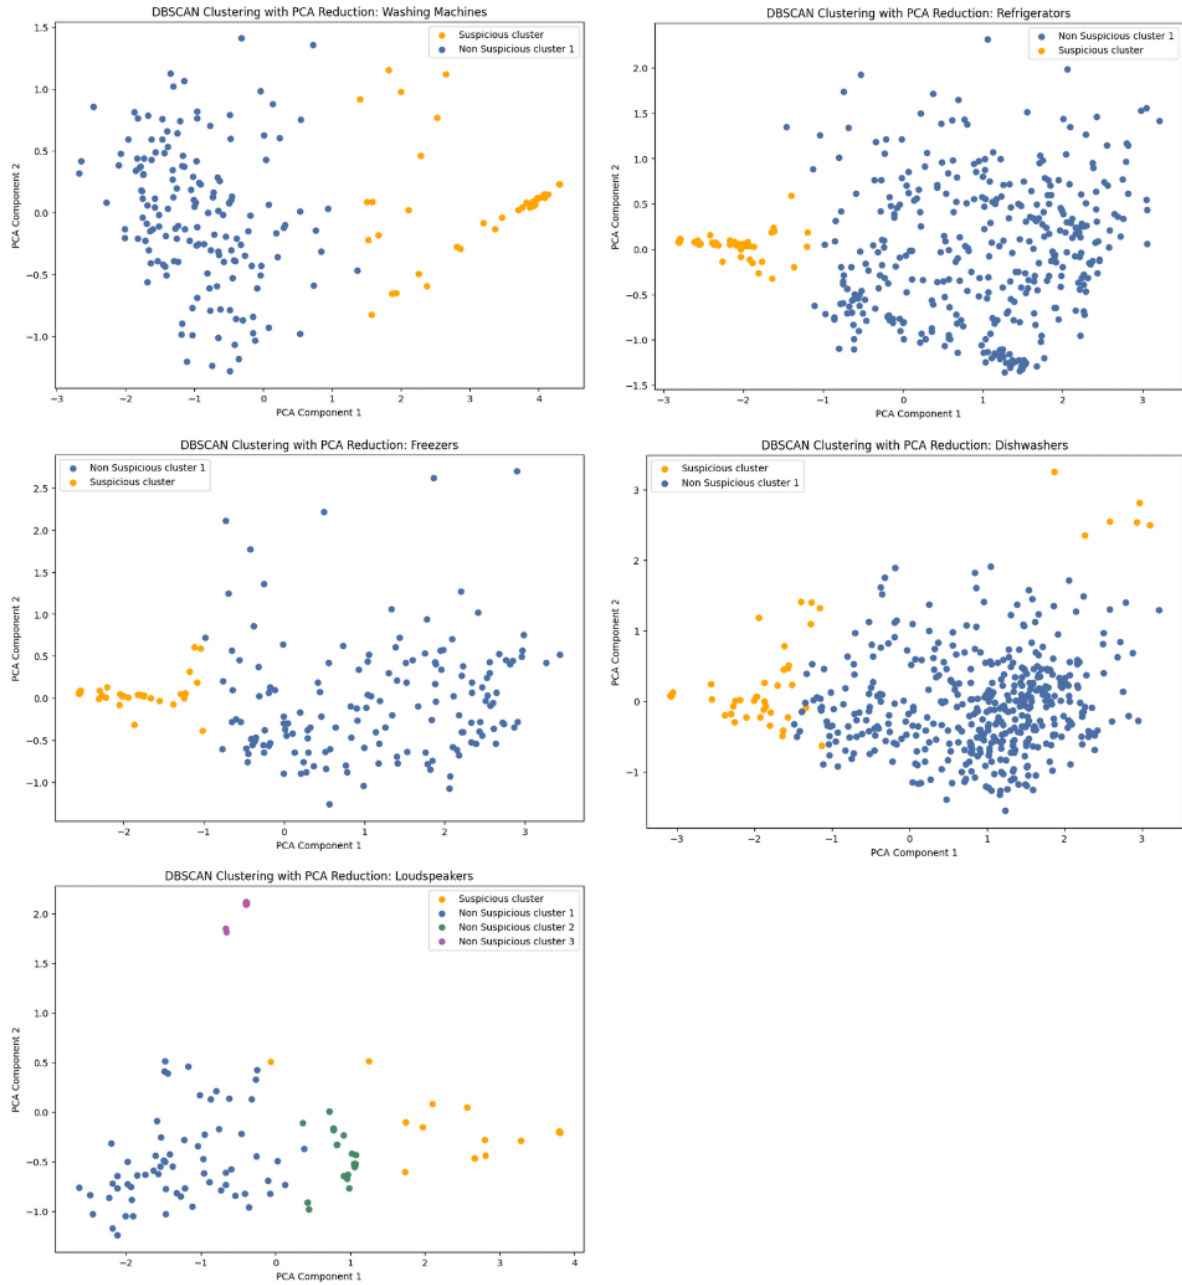 DBSCAN Clustering with PCA Reduction: Washing Machines
Suspicious cluster
Non Suspicious cluster 1
1.5
1.0
0.5
0.0
−0.5
−1.0
PCA Component 2
−3 −2 −1 0 1 2 3 4
PCA Component 1
DBSCAN Clustering with PCA Reduction: Refrigerators
Non Suspicious cluster 1
Suspicious cluster
2.0
1.5
1.0
0.5
0.0
−0.5
−1.0
−1.5
PCA Component 2
−3 −2 −1 0 1 2 3
PCA Component 1
DBSCAN Clustering with PCA Reduction: Freezers
Non Suspicious cluster 1
Suspicious cluster
2.5
2.0
1.5
1.0
0.5
0.0
−0.5
−1.0
PCA Component 2
−2 −1 0 1 2 3
PCA Component 1
DBSCAN Clustering with PCA Reduction: Dishwashers
Suspicious cluster
Non Suspicious cluster 1
3
2
1
0
−1
PCA Component 2
−3 −2 −1 0 1 2 3
PCA Component 1
DBSCAN Clustering with PCA Reduction: Loudspeakers
Suspicious cluster
Non Suspicious cluster 1
Non Suspicious cluster 2
Non Suspicious cluster 3
2.0
1.5
1.0
0.5
0.0
−0.5
−1.0
PCA Component 2
−2 −1 0 1 2 3 4
PCA Component 1